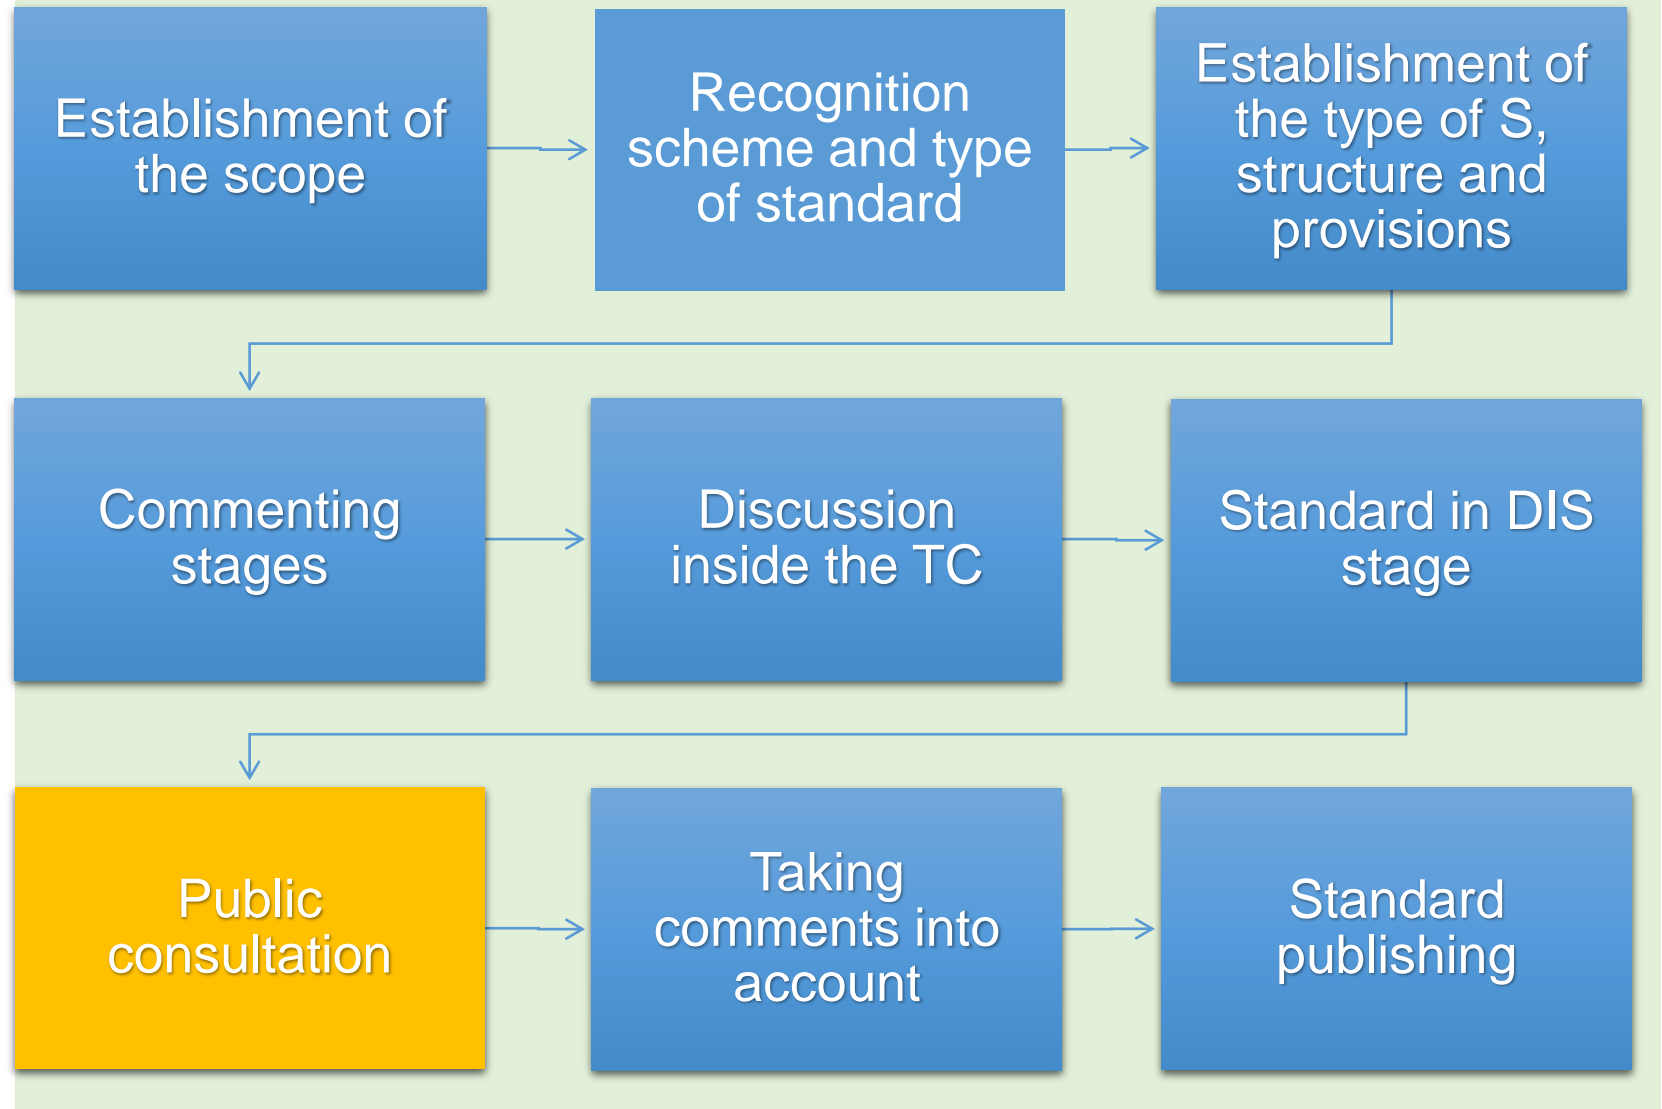 Establishment of
the scope
Recognition
scheme and type
of standard
Establishment of
the type of S,
structure and
provisions
Commenting
stages
Discussion
inside the TC
Standard in DIS
stage
Public
consultation
Taking
comments into
account
Standard
publishing